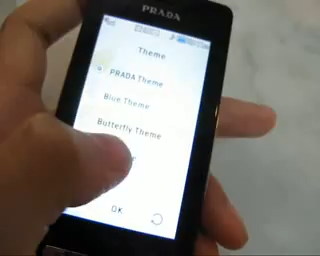 PRADA
Theme
PRADA Theme
Blue Theme
Butterfly Theme
OK